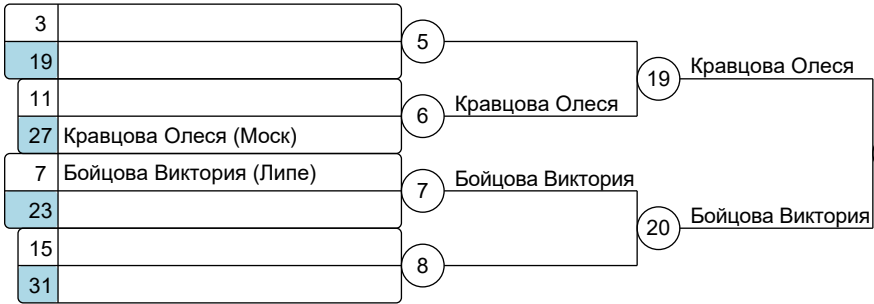 3
19
5
11
27 Кравцова Олеся (Моск)
6 Кравцова Олеся
19 Кравцова Олеся
7 Бойцова Виктория (Липе)
23
7 Бойцова Виктория
15
31
8
20 Бойцова Виктория